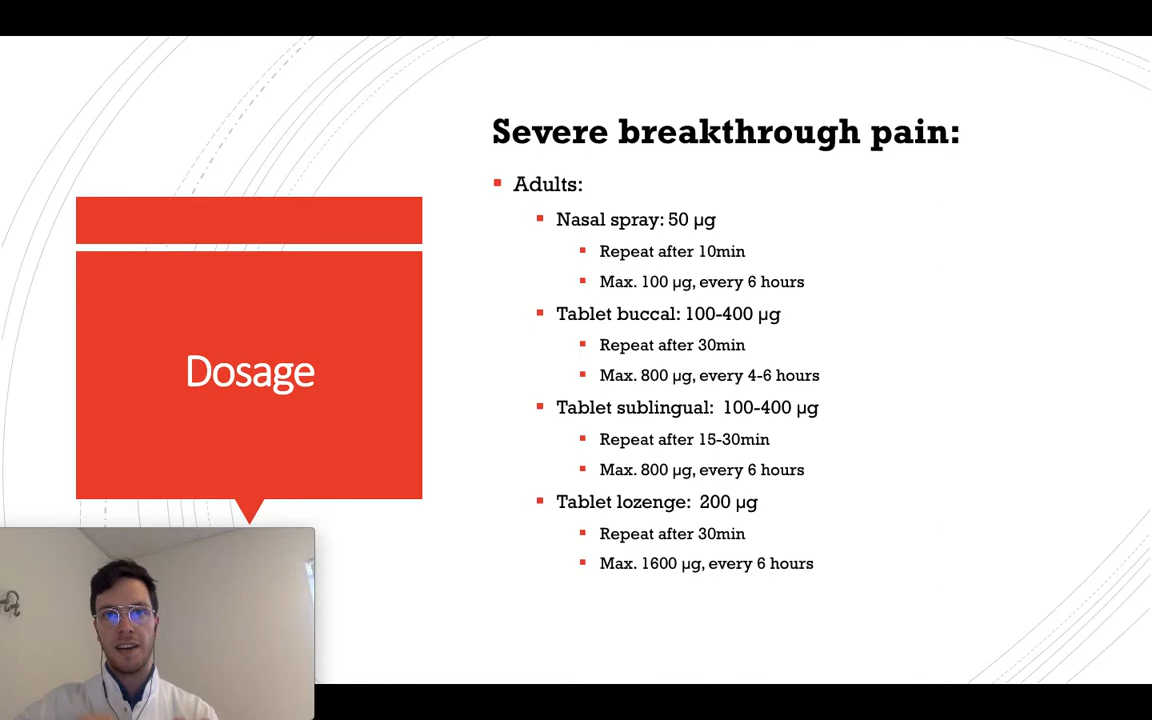 Severe breakthrough pain:
Adults:
Nasal spray: 50 µg
Repeat after 10min
Max. 100 µg, every 6 hours
Tablet buccal: 100-400 µg
Repeat after 30min
Max. 800 µg, every 4-6 hours
Tablet sublingual:  100-400 µg
Repeat after 15-30min
Max. 800 µg, every 6 hours
Tablet lozenge:  200 µg
Repeat after 30min
Max. 1600 µg, every 6 hours
Dosage